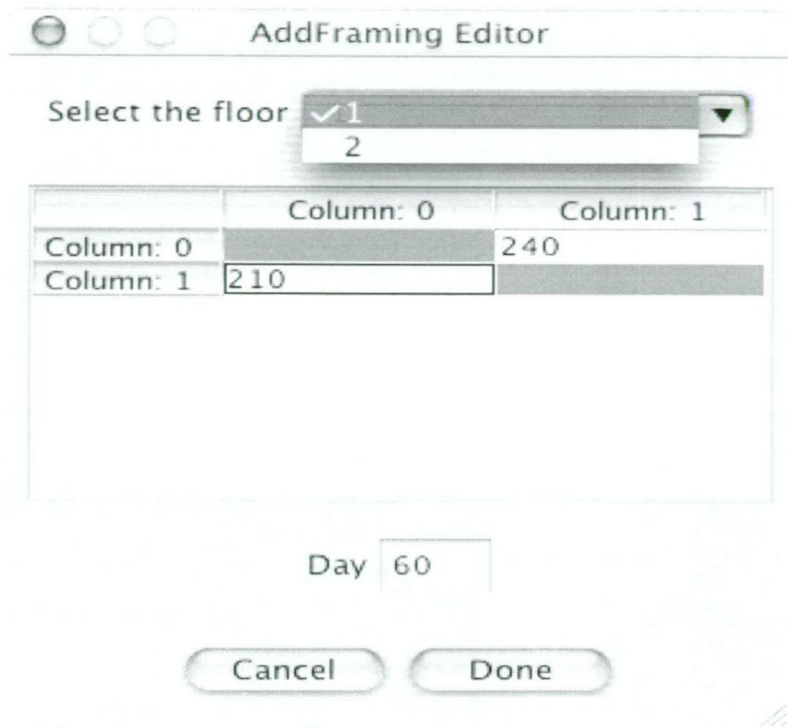 AddFraming Editor
Select the floor ✓1
2
Column: 0 Column: 1
Column: 0 240
Column: 1 210
Day 60
Cancel Done